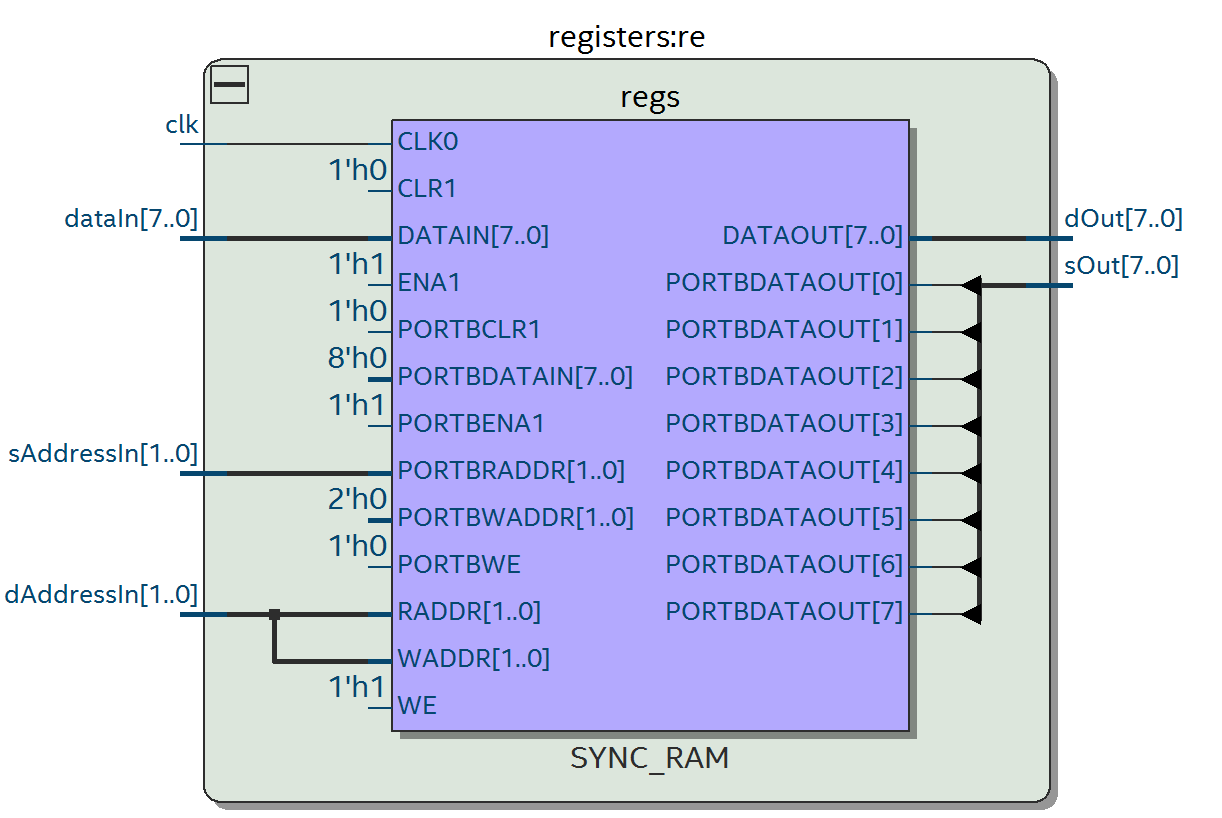 registers:re
regs
clk
CLK0
1'h0
CLR1
dataIn[7..0]
DATAIN[7..0]
DATAOUT[7..0]
dOut[7..0]
1'h1
ENA1
PORTBDATAOUT[0]
sOut[7..0]
1'h0
PORTBCLR1
PORTBDATAOUT[1]
8'h0
PORTBDATAIN[7..0]
PORTBDATAOUT[2]
1'h1
PORTBENA1
PORTBDATAOUT[3]
sAddressIn[1..0]
PORTBRADDR[1..0]
PORTBDATAOUT[4]
2'h0
PORTBWADDR[1..0]
PORTBDATAOUT[5]
1'h0
PORTBWE
PORTBDATAOUT[6]
dAddressIn[1..0]
RADDR[1..0]
PORTBDATAOUT[7]
WADDR[1..0]
1'h1
WE
SYNC_RAM